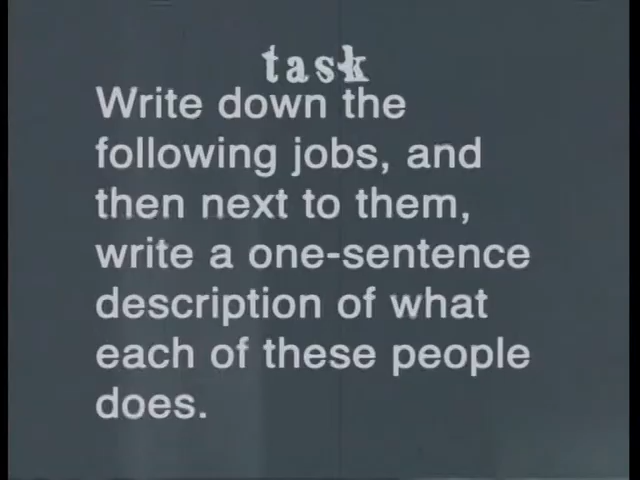 task
Write down the
following jobs, and
then next to them,
write a one-sentence
description of what
each of these people
does.